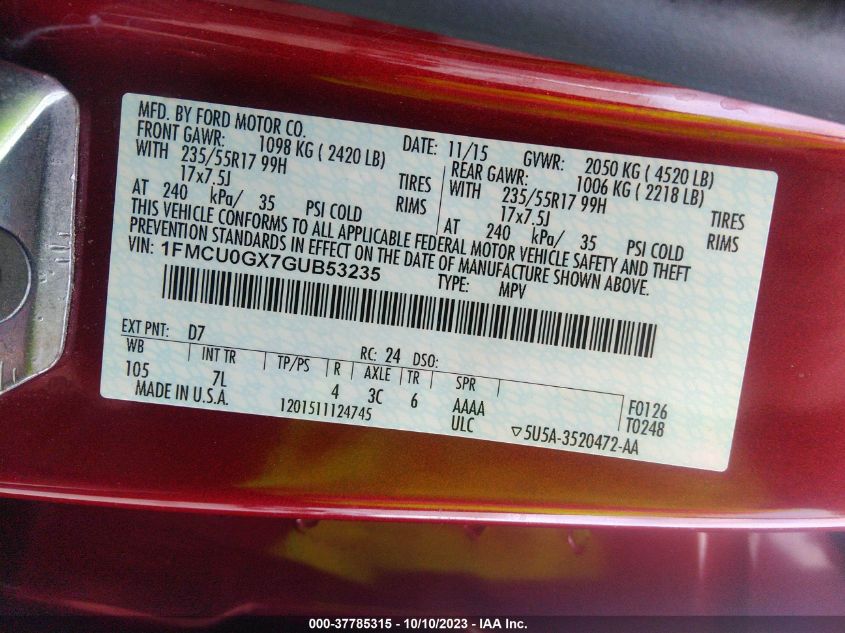 MFD. BY FORD MOTOR CO. DATE: 11/15 GVWR: 2050 KG ( 4520 LB)
FRONT GAWR: 1098 KG ( 2420 LB) REAR GAWR: 1006 KG ( 2218 LB)
WITH 235/55R17 99H TIRES WITH 235/55R17 99H TIRES
17x7.5J RIMS 17x7.5J RIMS
AT 240 kPa/ 35 PSI COLD AT 240 kPa/ 35 PSI COLD
THIS VEHICLE CONFORMS TO ALL APPLICABLE FEDERAL MOTOR VEHICLE SAFETY AND THEFT
PREVENTION STANDARDS IN EFFECT ON THE DATE OF MANUFACTURE SHOWN ABOVE.
VIN: 1FMCU0GX7GUB53235 TYPE: MPV
EXT PNT: D7 RC: 24 DSO:
WB INT TR TP/PS R AXLE TR SPR
105 7L 4 3C 6 AAAA F0126
MADE IN U.S.A. 1201511124745 ULC T0248
▽5U5A-3520472-AA
000-37785315 - 10/10/2023 - IAA Inc.